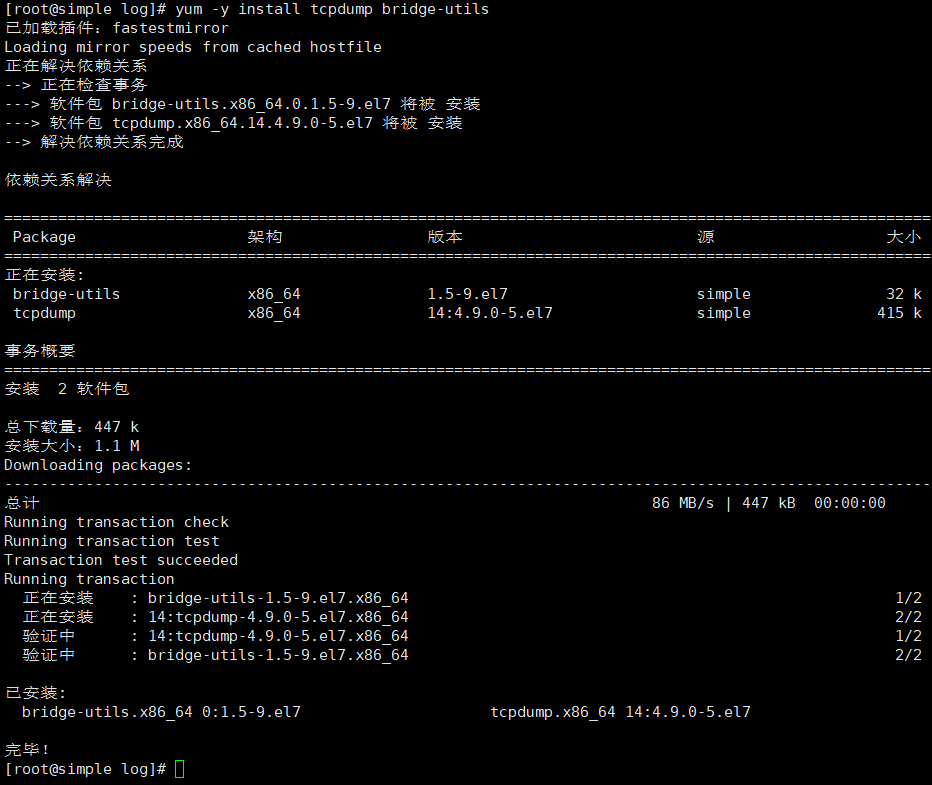 [root@simple log]# yum -y install tcpdump bridge-utils
已加载插件：fastestmirror
Loading mirror speeds from cached hostfile
正在解决依赖关系
--> 正在检查事务
---> 软件包 bridge-utils.x86_64.0.1.5-9.el7 将被 安装
---> 软件包 tcpdump.x86_64.14.4.9.0-5.el7 将被 安装
--> 解决依赖关系完成
依赖关系解决
================================================================================
Package 架构 版本 源 大小
================================================================================
正在安装:
bridge-utils x86_64 1.5-9.el7 simple 32 k
tcpdump x86_64 14:4.9.0-5.el7 simple 415 k
事务概要
================================================================================
安装 2 软件包
总下载量：447 k
安装大小：1.1 M
Downloading packages:
--------------------------------------------------------------------------------
总计 86 MB/s | 447 kB 00:00:00
Running transaction check
Running transaction test
Transaction test succeeded
Running transaction
正在安装 : bridge-utils-1.5-9.el7.x86_64 1/2
正在安装 : 14:tcpdump-4.9.0-5.el7.x86_64 2/2
验证中 : 14:tcpdump-4.9.0-5.el7.x86_64 1/2
验证中 : bridge-utils-1.5-9.el7.x86_64 2/2
已安装:
bridge-utils.x86_64 0:1.5-9.el7 tcpdump.x86_64 14:4.9.0-5.el7
完毕！
[root@simple log]#